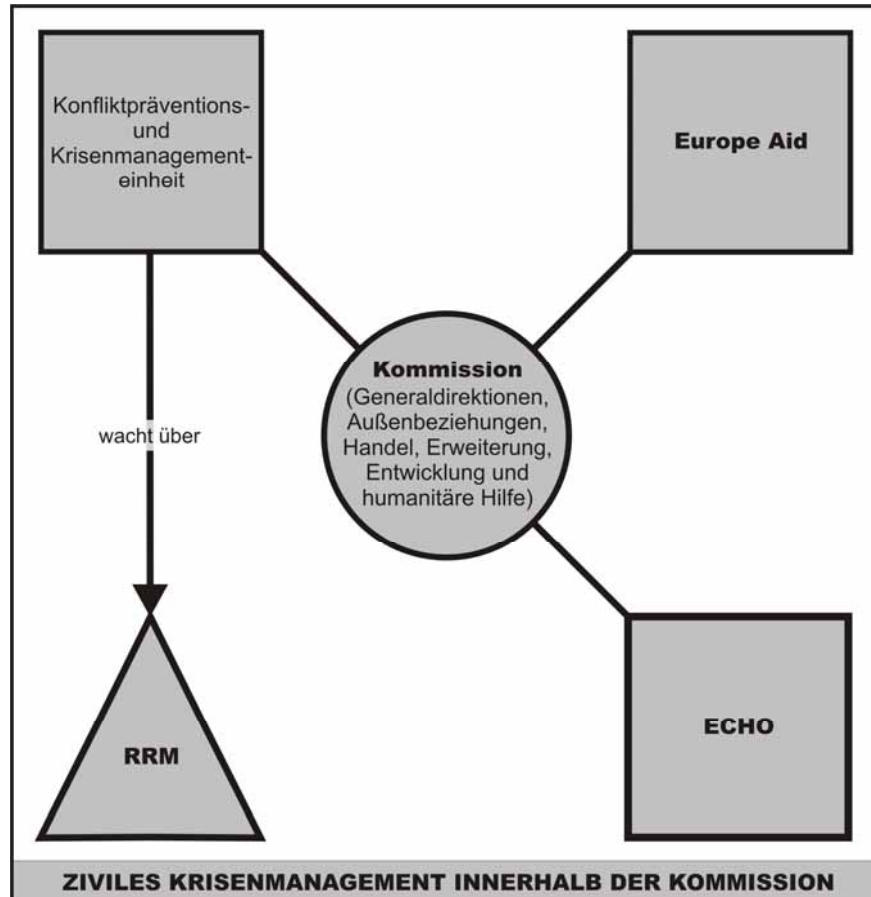 Konfliktpräventions-
und
Krisenmanagement-
einheit
Europe Aid
Kommission
(Generaldirektionen,
Außenbeziehungen,
Handel, Erweiterung,
Entwicklung und
humanitäre Hilfe)
wacht über
RRM
ECHO
ZIVILES KRISENMANAGEMENT INNERHALB DER KOMMISSION